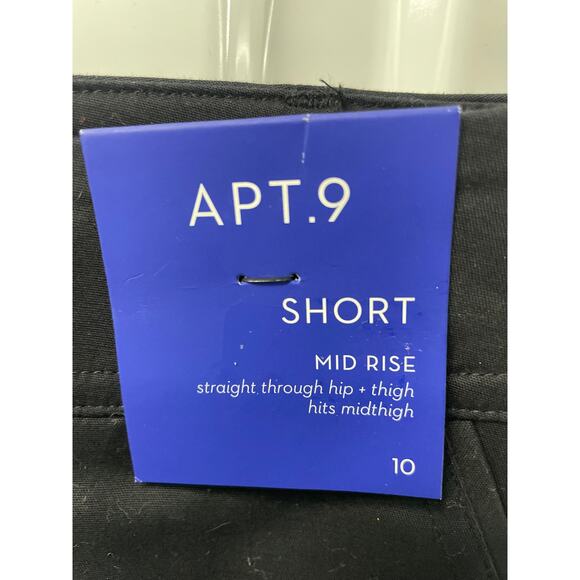 APT.9
SHORT
MID RISE
straight through hip + thigh
hits midthigh
10